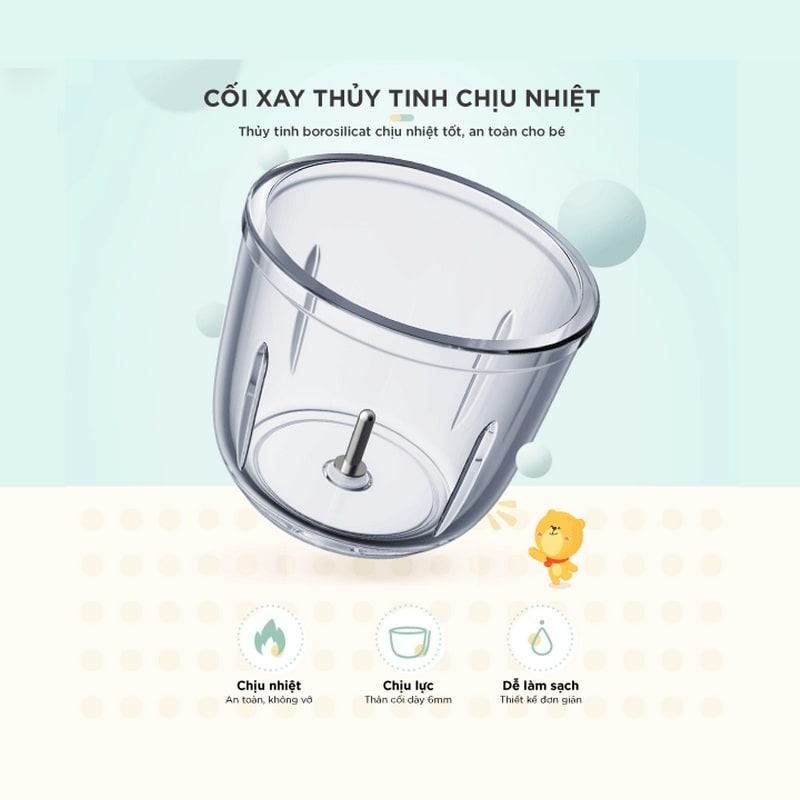 CỐI XAY THỦY TINH CHỊU NHIỆT
Thủy tinh borosilicat chịu nhiệt tốt, an toàn cho bé
Chịu nhiệt
An toàn, không vỡ
Chịu lực
Thân cối dày 6mm
Dễ làm sạch
Thiết kế đơn giản